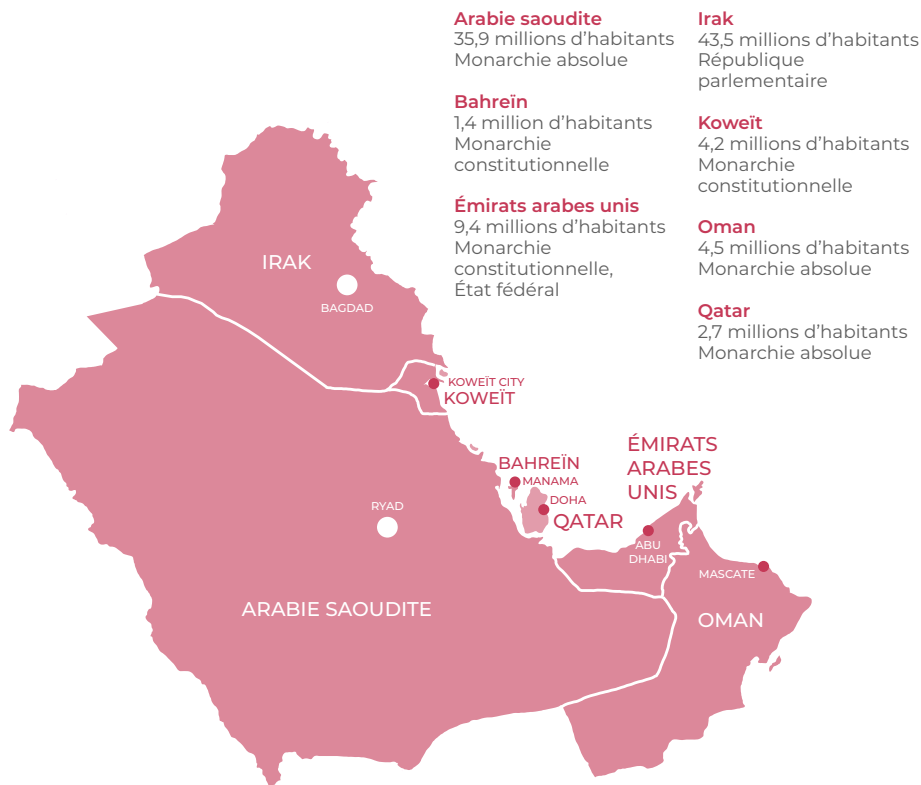 Arabie saoudite
35,9 millions d’habitants
Monarchie absolue
Bahreïn
1,4 million d’habitants
Monarchie
constitutionnelle
Émirats arabes unis
9,4 millions d’habitants
Monarchie
constitutionnelle,
État fédéral
Irak
43,5 millions d’habitants
République
parlementaire
Koweït
4,2 millions d’habitants
Monarchie
constitutionnelle
Oman
4,5 millions d’habitants
Monarchie absolue
Qatar
2,7 millions d’habitants
Monarchie absolue
IRAK
BAGDAD
KOWEÏT CITY
KOWEÏT
BAHREÏN
MANAMA
DOHA
QATAR
ÉMIRATS
ARABES
UNIS
ABU
DHABI
RYAD
MASCATE
ARABIE SAOUDITE
OMAN